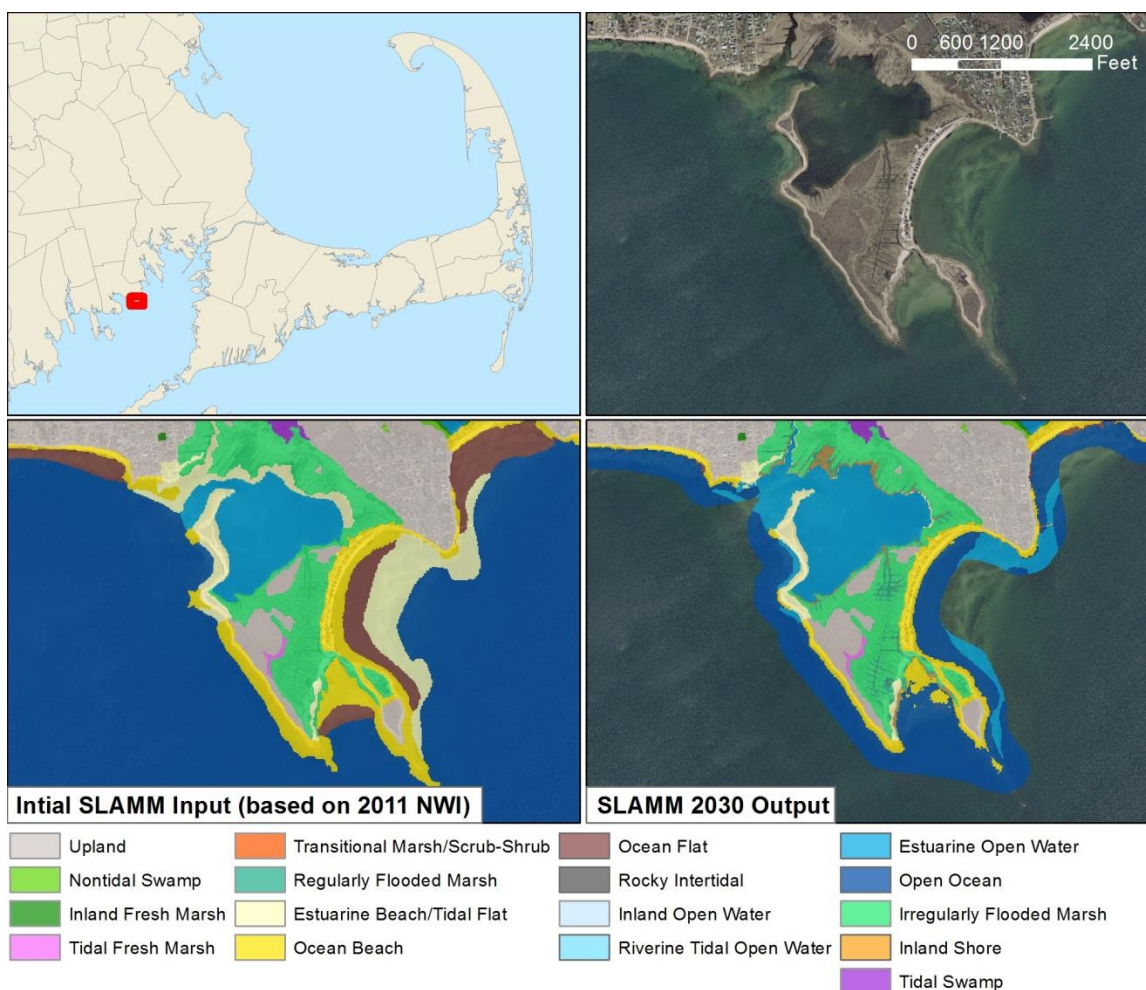 0 600 1200 2400
Feet
Intial SLAMM Input (based on 2011 NWI)
SLAMM 2030 Output
Upland
Nontidal Swamp
Inland Fresh Marsh
Tidal Fresh Marsh
Transitional Marsh/Scrub-Shrub
Regularly Flooded Marsh
Estuarine Beach/Tidal Flat
Ocean Beach
Ocean Flat
Rocky Intertidal
Inland Open Water
Riverine Tidal Open Water
Estuarine Open Water
Open Ocean
Irregularly Flooded Marsh
Inland Shore
Tidal Swamp